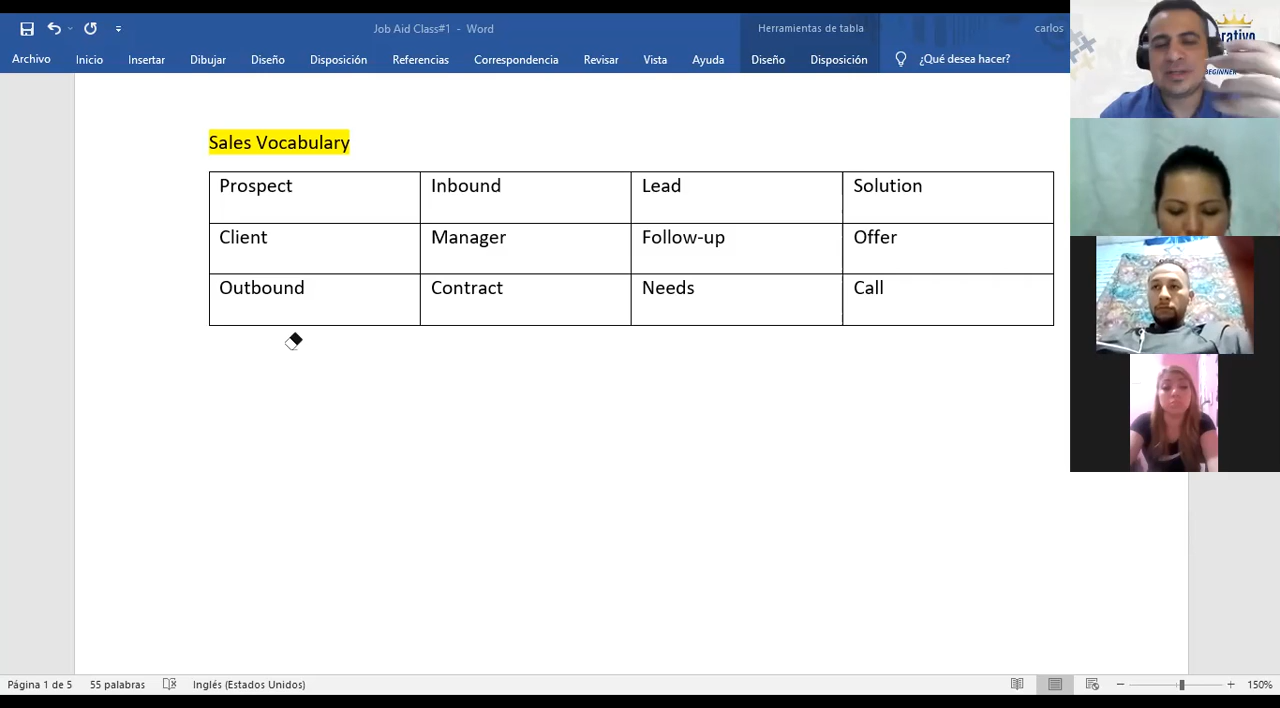 Job Aid Class#1 - Word
Herramientas de tabla
carlos
Archivo Inicio Insertar Dibujar Diseño Disposición Referencias Correspondencia Revisar Vista Ayuda Diseño Disposición ¿Qué desea hacer?
BEGINNER
Sales Vocabulary
Prospect Inbound Lead Solution
Client Manager Follow-up Offer
Outbound Contract Needs Call
Página 1 de 5 55 palabras Inglés (Estados Unidos) 150%